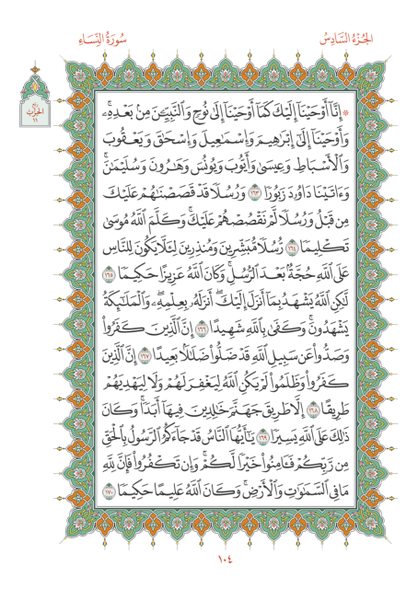 الجُزْءُ السَّادِسُ
سُورَةُ النِّسَاءِ
۞ إِنَّآ أَوۡحَيۡنَآ إِلَيۡكَ كَمَآ أَوۡحَيۡنَآ إِلَىٰ نُوحٖ وَٱلنَّبِيِّـۧنَ مِنۢ بَعۡدِهِۦۚ
وَأَوۡحَيۡنَآ إِلَىٰٓ إِبۡرَٰهِيمَ وَإِسۡمَٰعِيلَ وَإِسۡحَٰقَ وَيَعۡقُوبَ
وَٱلۡأَسۡبَاطِ وَعِيسَىٰ وَأَيُّوبَ وَيُونُسَ وَهَٰرُونَ وَسُلَيۡمَٰنَۚ
وَءَاتَيۡنَا دَاوُۥدَ زَبُورٗا ١٦٣ وَرُسُلٗا قَدۡ قَصَصۡنَٰهُمۡ عَلَيۡكَ
مِن قَبۡلُ وَرُسُلٗا لَّمۡ نَقۡصُصۡهُمۡ عَلَيۡكَۚ وَكَلَّمَ ٱللَّهُ مُوسَىٰ
تَكۡلِيمٗا ١٦٤ رُّسُلٗا مُّبَشِّرِينَ وَمُنذِرِينَ لِئَلَّا يَكُونَ لِلنَّاسِ
عَلَى ٱللَّهِ حُجَّةُۢ بَعۡدَ ٱلرُّسُلِۚ وَكَانَ ٱللَّهُ عَزِيزًا حَكِيمٗا ١٦٥
لَّٰكِنِ ٱللَّهُ يَشۡهَدُ بِمَآ أَنزَلَ إِلَيۡكَۖ أَنزَلَهُۥ بِعِلۡمِهِۦۖ وَٱلۡمَلَٰٓئِكَةُ
يَشۡهَدُونَۚ وَكَفَىٰ بِٱللَّهِ شَهِيدًا ١٦٦ إِنَّ ٱلَّذِينَ كَفَرُواْ
وَصَدُّواْ عَن سَبِيلِ ٱللَّهِ قَدۡ ضَلُّواْ ضَلَٰلَۢا بَعِيدًا ١٦٧ إِنَّ ٱلَّذِينَ
كَفَرُواْ وَظَلَمُواْ لَمۡ يَكُنِ ٱللَّهُ لِيَغۡفِرَ لَهُمۡ وَلَا لِيَهۡدِيَهُمۡ
طَرِيقًا ١٦٨ إِلَّا طَرِيقَ جَهَنَّمَ خَٰلِدِينَ فِيهَآ أَبَدٗاۚ وَكَانَ
ذَٰلِكَ عَلَى ٱللَّهِ يَسِيرٗا ١٦٩ يَٰٓأَيُّهَا ٱلنَّاسُ قَدۡ جَآءَكُمُ ٱلرَّسُولُ بِٱلۡحَقِّ
مِن رَّبِّكُمۡ فَـَٔامِنُواْ خَيۡرٗا لَّكُمۡۚ وَإِن تَكۡفُرُواْ فَإِنَّ لِلَّهِ
مَا فِي ٱلسَّمَٰوَٰتِ وَٱلۡأَرۡضِۚ وَكَانَ ٱللَّهُ عَلِيمًا حَكِيمٗا ١٧٠
١٠٤